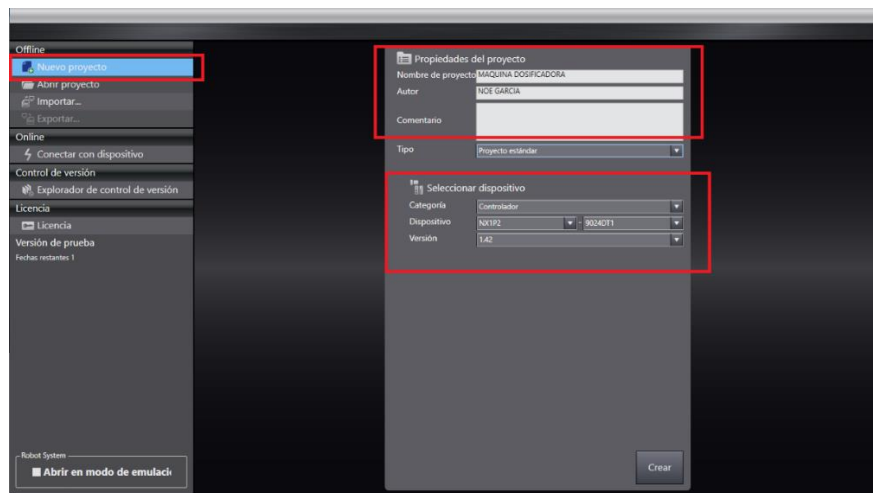 Offline
Nuevo proyecto
Abrir proyecto
Importar...
Exportar...
Online
Conectar con dispositivo
Control de versión
Explorador de control de versión
Licencia
Licencia
Versión de prueba
Fechas restantes 1
Robot System
Abrir en modo de emulaci
Propiedades del proyecto
Nombre de proyecto MAQUINA DOSIFICADORA
Autor NOE GARCIA
Comentario
Tipo Proyecto estándar
Seleccionar dispositivo
Categoría Controlador
Dispositivo NX1P2 - 9024DT1
Versión 1.42
Crear